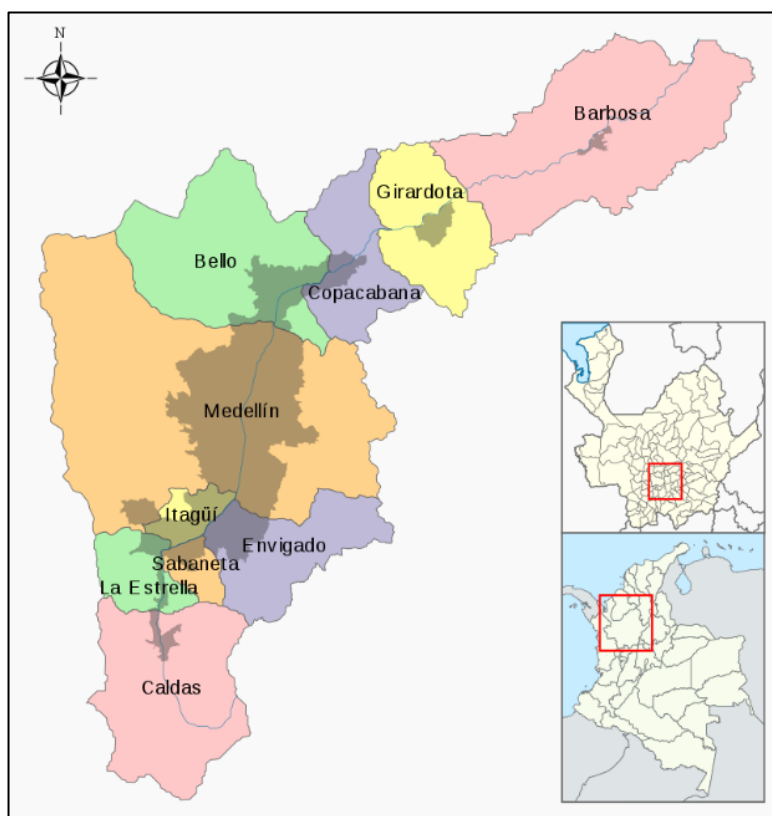 N
Barbosa
Girardota
Bello
Copacabana
Medellín
Itagüí
Envigado
Sabaneta
La Estrella
Caldas